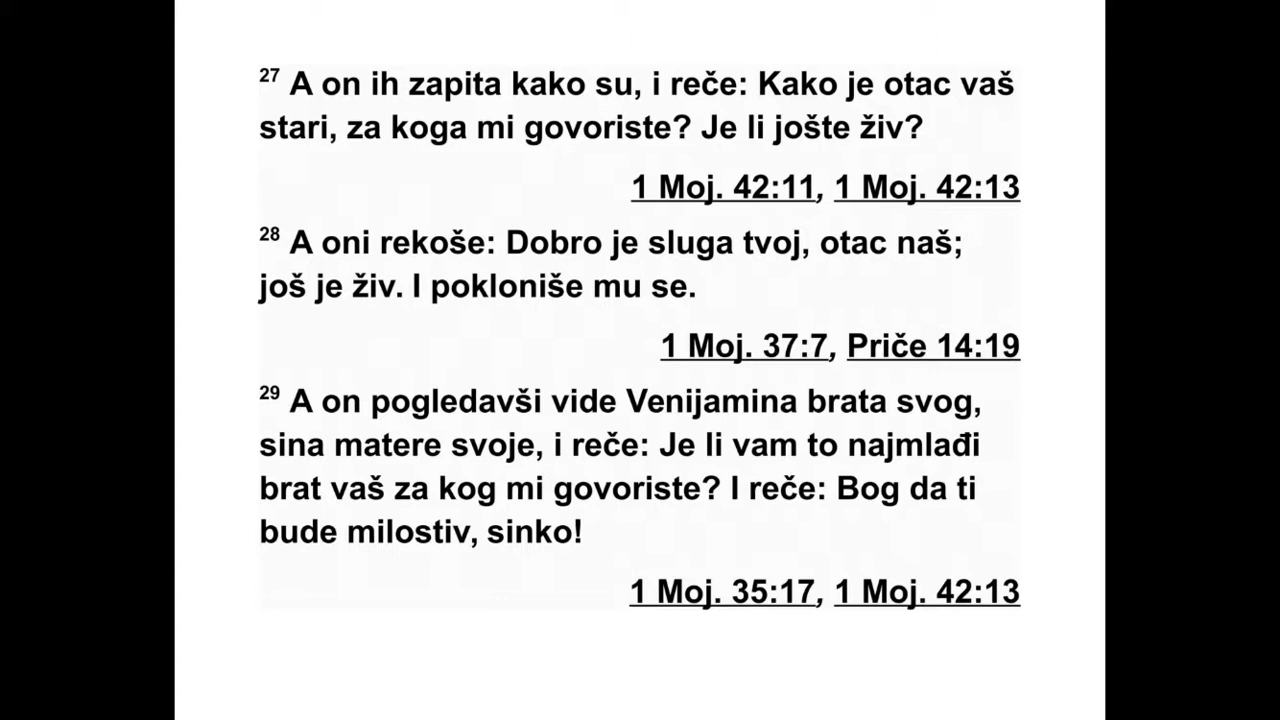 27 A on ih zapita kako su, i reče: Kako je otac vaš
stari, za koga mi govoriste? Je li jošte živ?
1 Moj. 42:11, 1 Moj. 42:13
28 A oni rekoše: Dobro je sluga tvoj, otac naš;
još je živ. I pokloniše mu se.
1 Moj. 37:7, Priče 14:19
29 A on pogledavši vide Venijamina brata svog,
sina matere svoje, i reče: Je li vam to najmlađi
brat vaš za kog mi govoriste? I reče: Bog da ti
bude milostiv, sinko!
1 Moj. 35:17, 1 Moj. 42:13